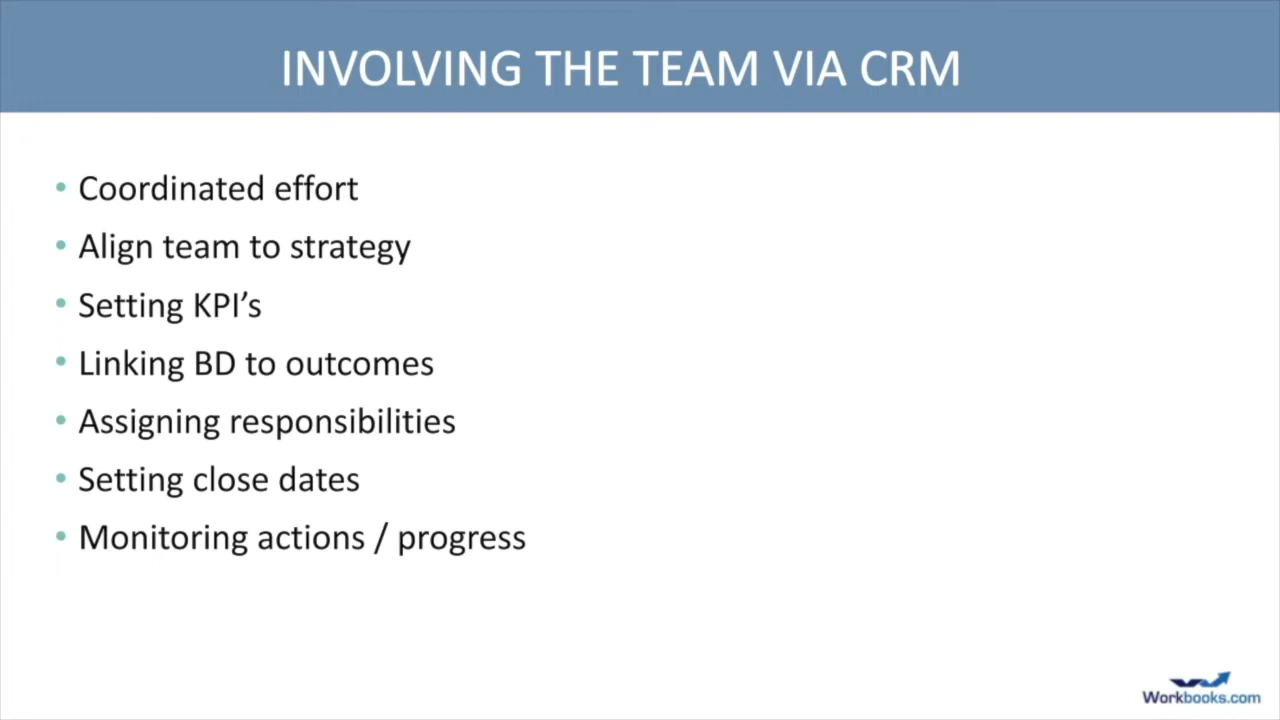 INVOLVING THE TEAM VIA CRM
• Coordinated effort
• Align team to strategy
• Setting KPI’s
• Linking BD to outcomes
• Assigning responsibilities
• Setting close dates
• Monitoring actions / progress
Workbooks.com